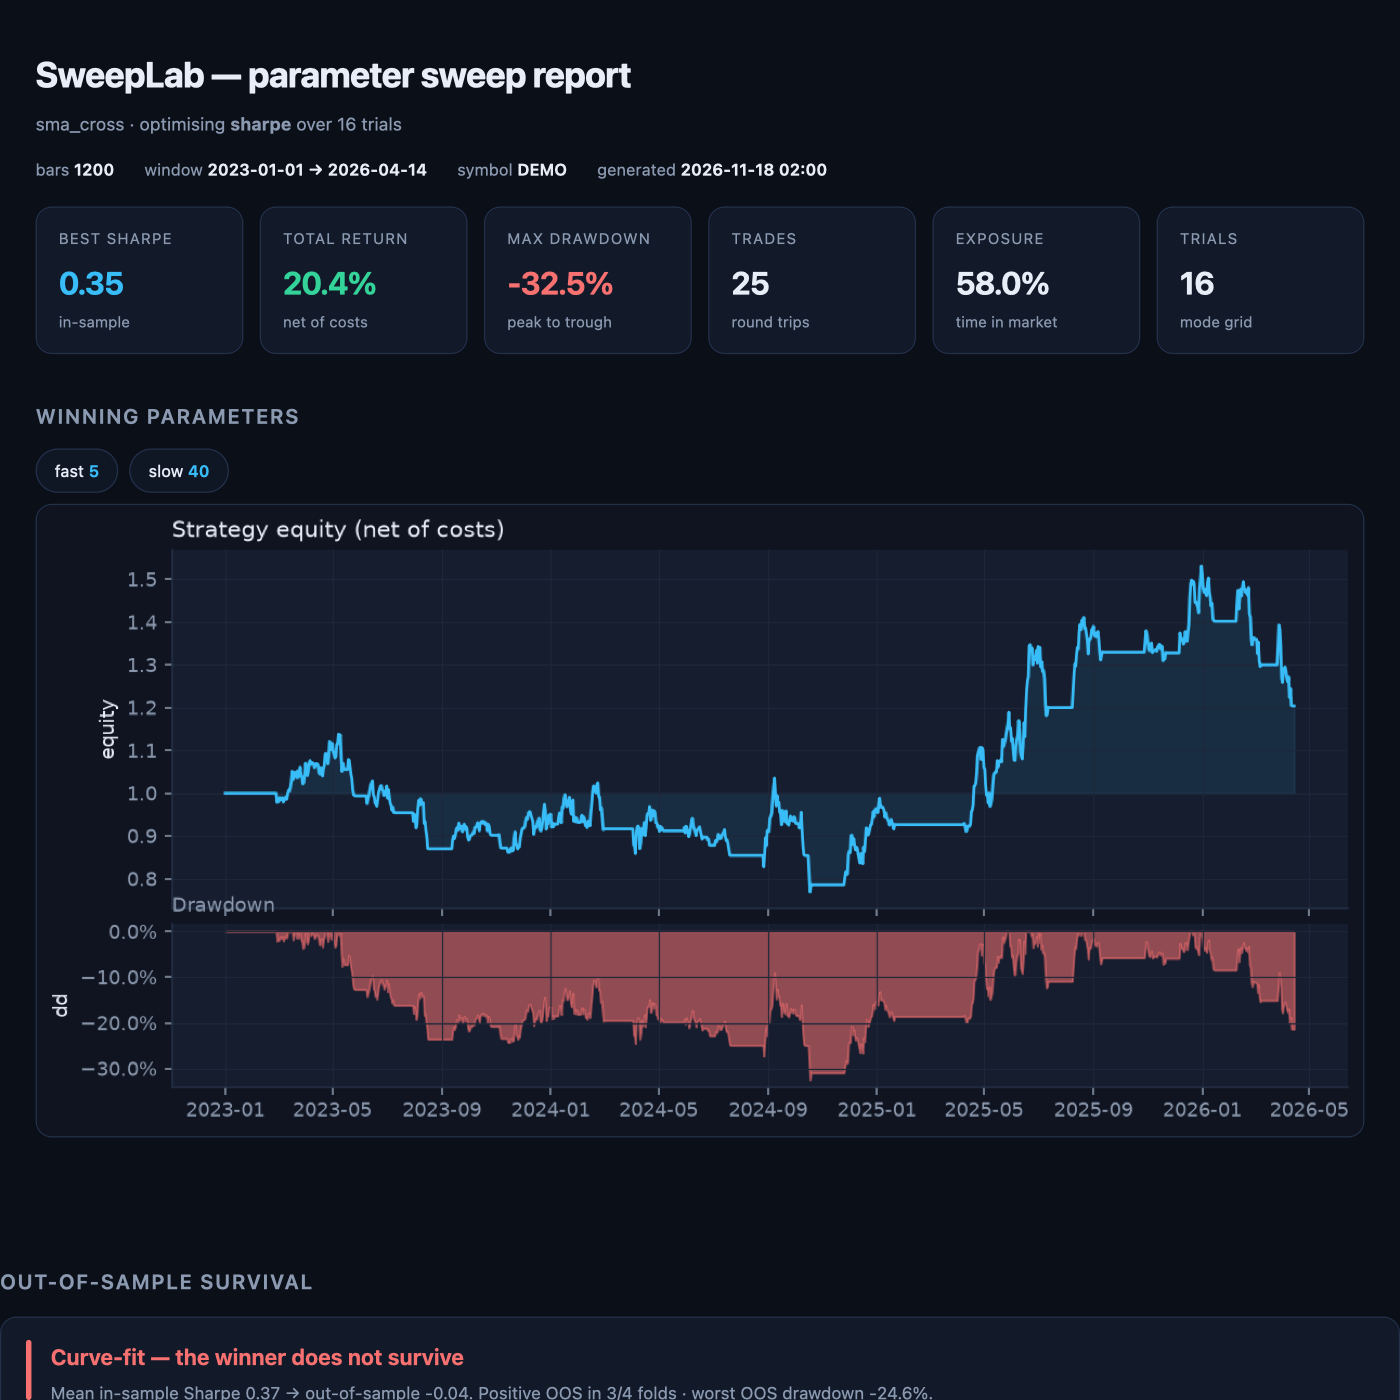 SweepLab — parameter sweep report
sma_cross · optimising sharpe over 16 trials
bars 1200 window 2023-01-01 → 2026-04-14 symbol DEMO generated 2026-11-18 02:00
BEST SHARPE
0.35
in-sample
TOTAL RETURN
20.4%
net of costs
MAX DRAWDOWN
-32.5%
peak to trough
TRADES
25
round trips
EXPOSURE
58.0%
time in market
TRIALS
16
mode grid
WINNING PARAMETERS
fast 5 slow 40
Strategy equity (net of costs)
equity
1.5
1.4
1.3
1.2
1.1
1.0
0.9
0.8
Drawdown
dd
0.0%
−10.0%
−20.0%
−30.0%
2023-01 2023-05 2023-09 2024-01 2024-05 2024-09 2025-01 2025-05 2025-09 2026-01 2026-05
OUT-OF-SAMPLE SURVIVAL
Curve-fit — the winner does not survive
Mean in-sample Sharpe 0.37 → out-of-sample -0.04. Positive OOS in 3/4 folds · worst OOS drawdown -24.6%.